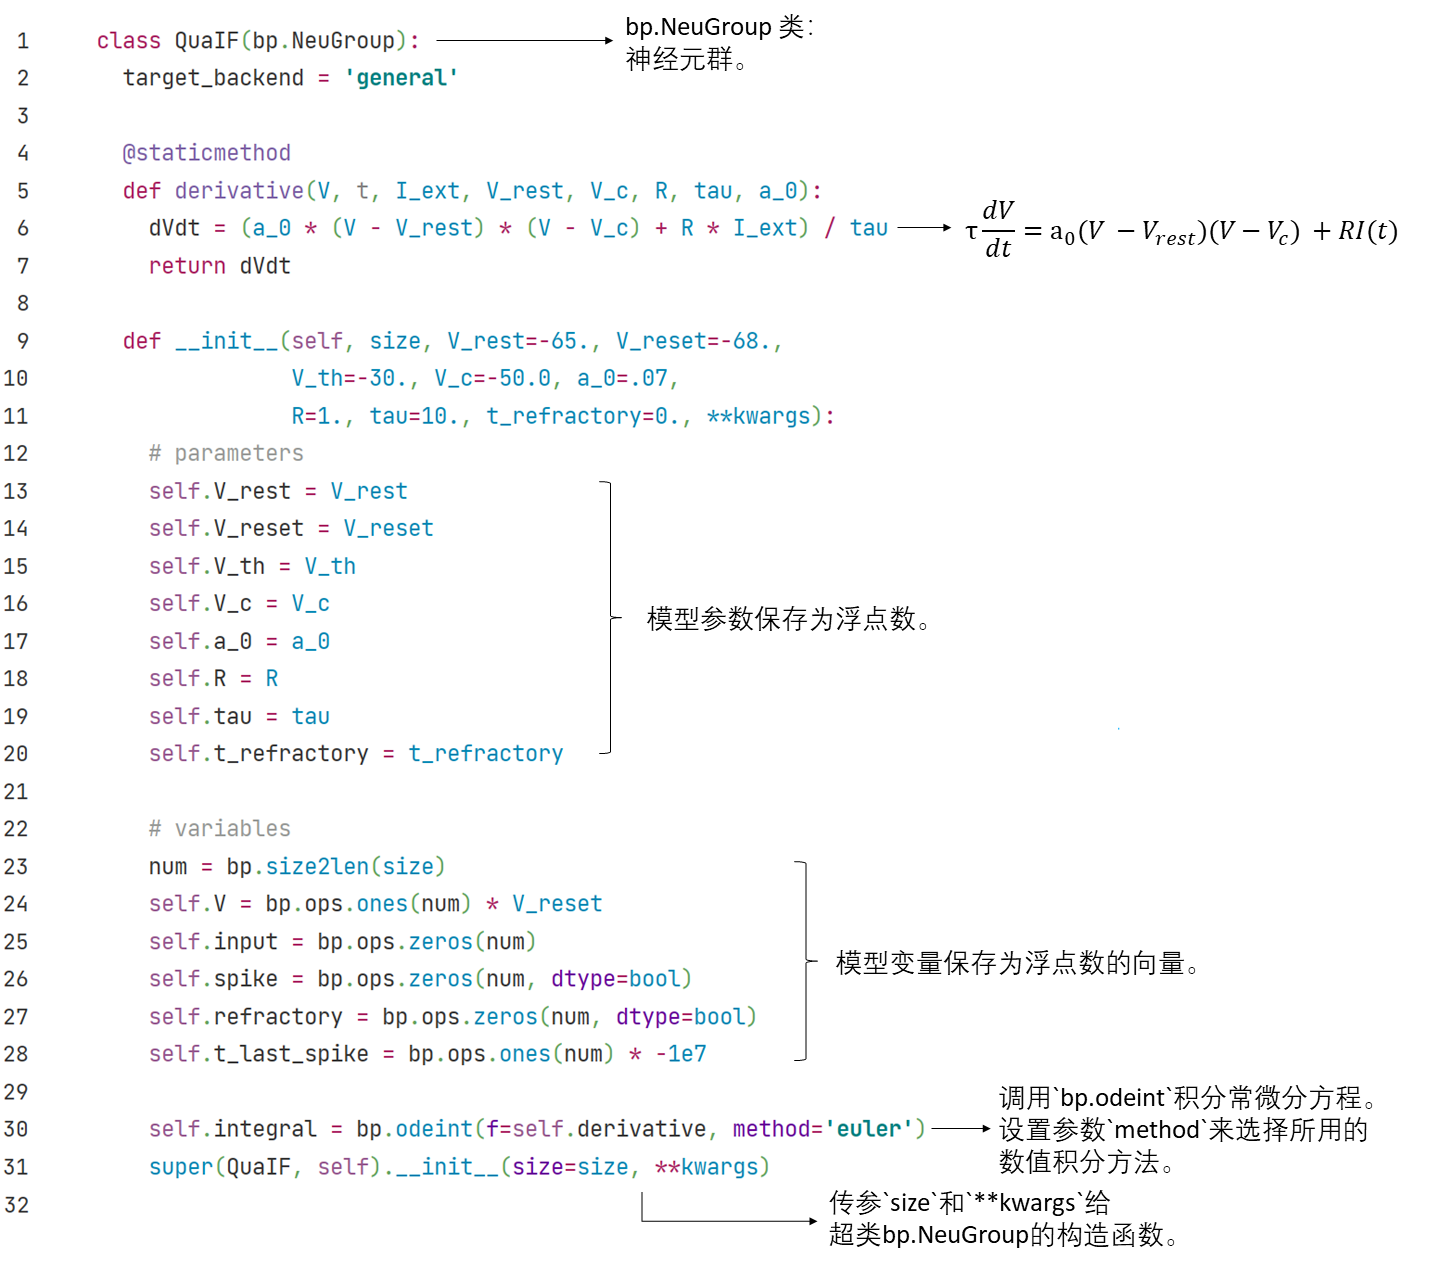 1 class QuaIF(bp.NeuGroup):
bp.NeuGroup 类:
神经元群。
2 target_backend = 'general'
3
4 @staticmethod
5 def derivative(V, t, I_ext, V_rest, V_c, R, tau, a_0):
6 dVdt = (a_0 * (V - V_rest) * (V - V_c) + R * I_ext) / tau
τ dV/dt = a₀(V − V_rest)(V − V_c) + RI(t)
7 return dVdt
8
9 def __init__(self, size, V_rest=-65., V_reset=-68.,
10 V_th=-30., V_c=-50.0, a_0=.07,
11 R=1., tau=10., t_refractory=0., **kwargs):
12 # parameters
13 self.V_rest = V_rest
14 self.V_reset = V_reset
15 self.V_th = V_th
16 self.V_c = V_c
模型参数保存为浮点数。
17 self.a_0 = a_0
18 self.R = R
19 self.tau = tau
20 self.t_refractory = t_refractory
21
22 # variables
23 num = bp.size2len(size)
24 self.V = bp.ops.ones(num) * V_reset
25 self.input = bp.ops.zeros(num)
模型变量保存为浮点数的向量。
26 self.spike = bp.ops.zeros(num, dtype=bool)
27 self.refractory = bp.ops.zeros(num, dtype=bool)
28 self.t_last_spike = bp.ops.ones(num) * -1e7
29
30 self.integral = bp.odeint(f=self.derivative, method='euler')
调用`bp.odeint`积分常微分方程。
设置参数`method`来选择所用的
数值积分方法。
31 super(QuaIF, self).__init__(size=size, **kwargs)
32
传参`size`和`**kwargs`给
超类bp.NeuGroup的构造函数。